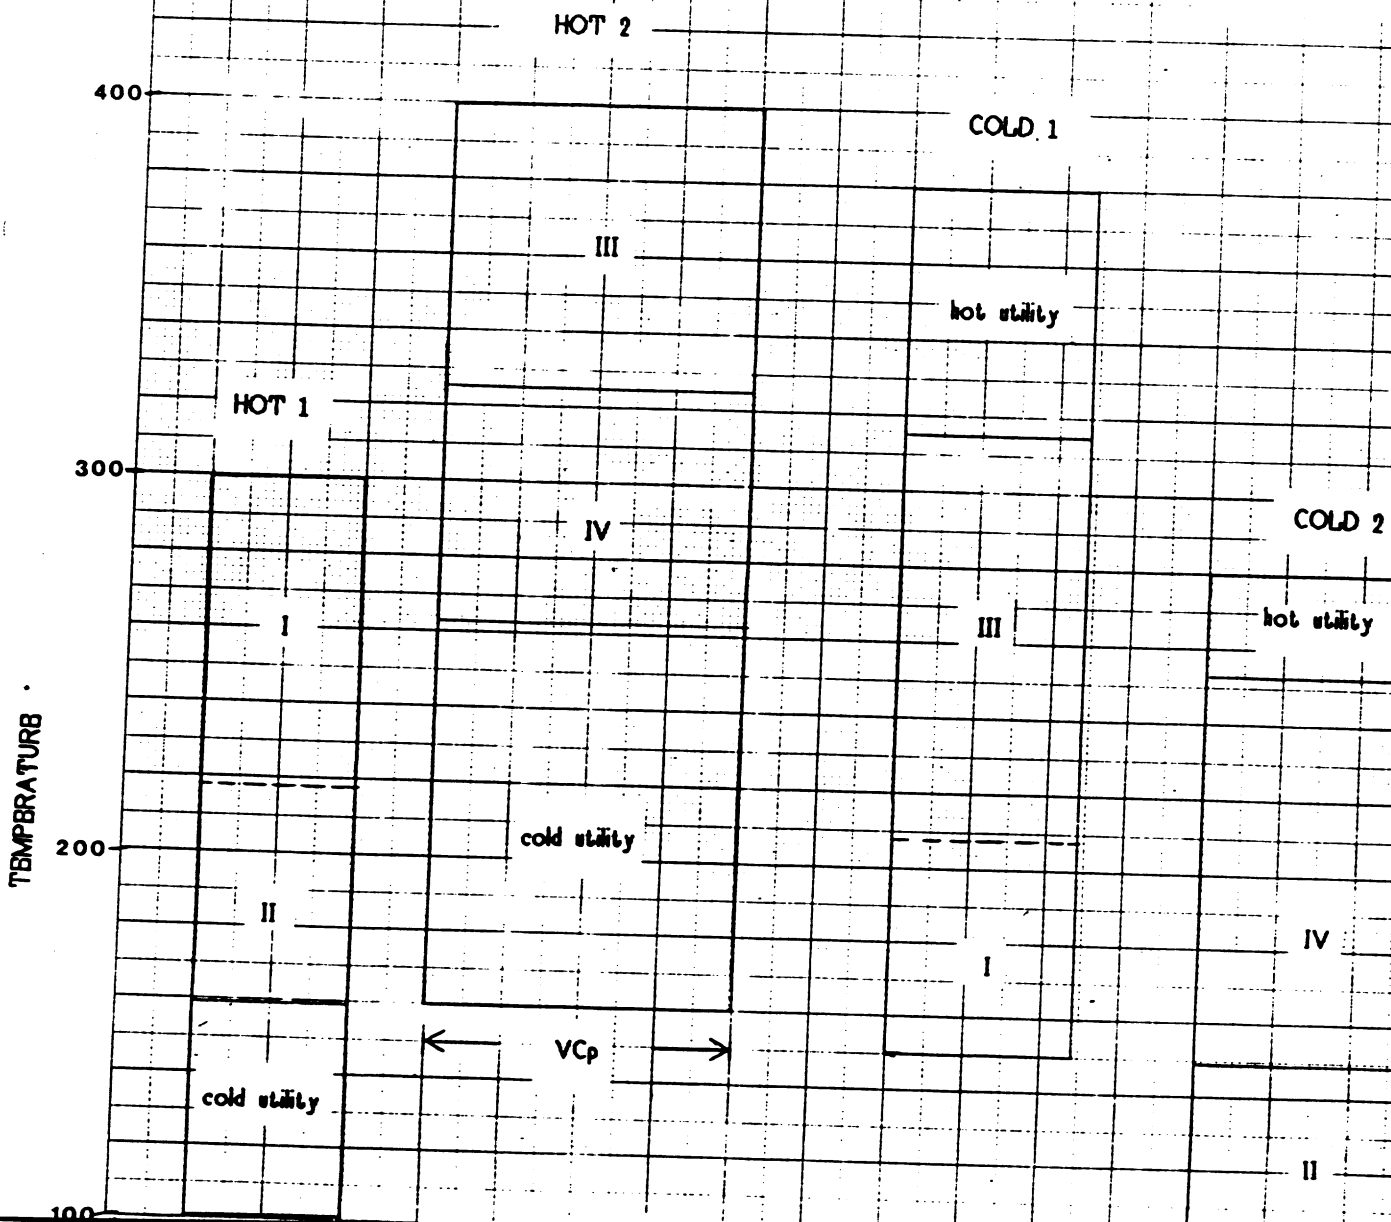 HOT 2
400
COLD. 1
III
hot utility
HOT 1
300
COLD 2
IV
hot utility
I
III
TEMPERATURE
cold utility
200
II
IV
I
VCp
cold utility
II
100